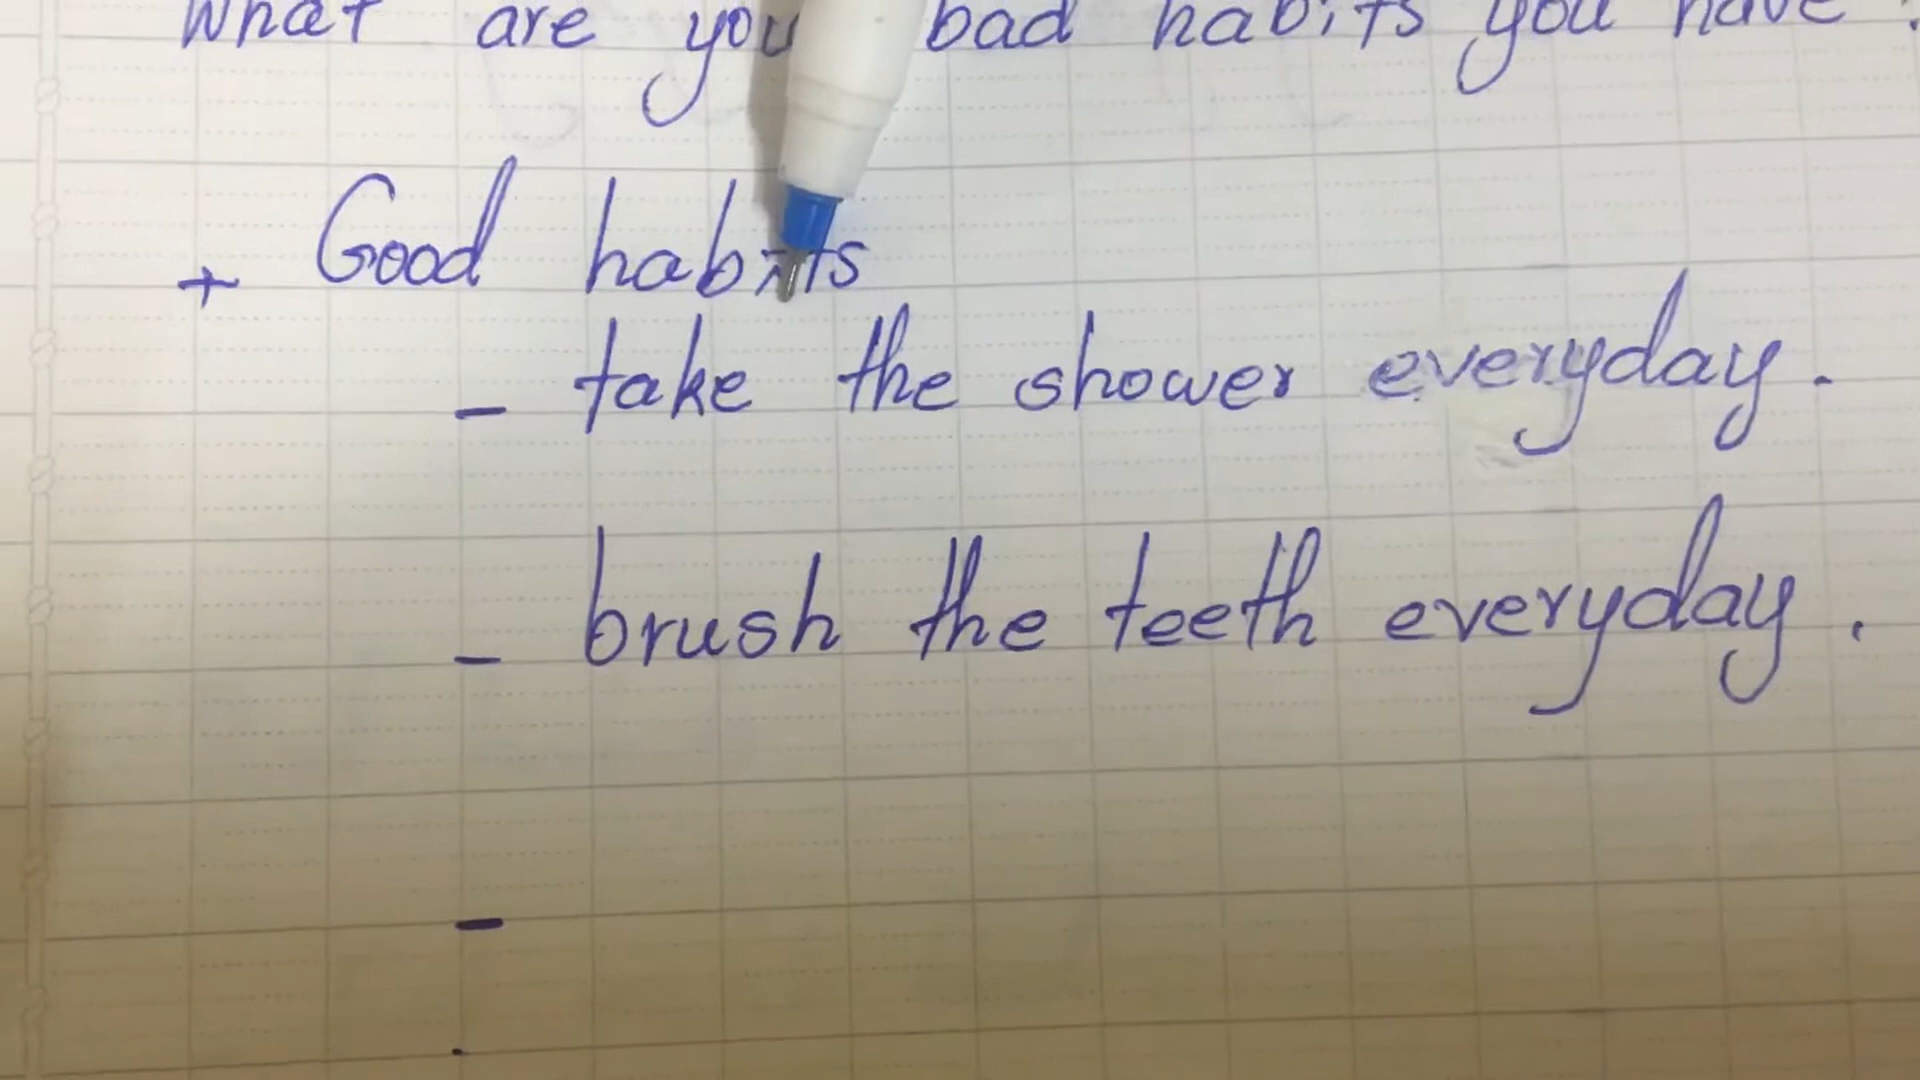 What are you bad habits you have ?
+ Good habits
- take the shower everyday.
- brush the teeth everyday.
-